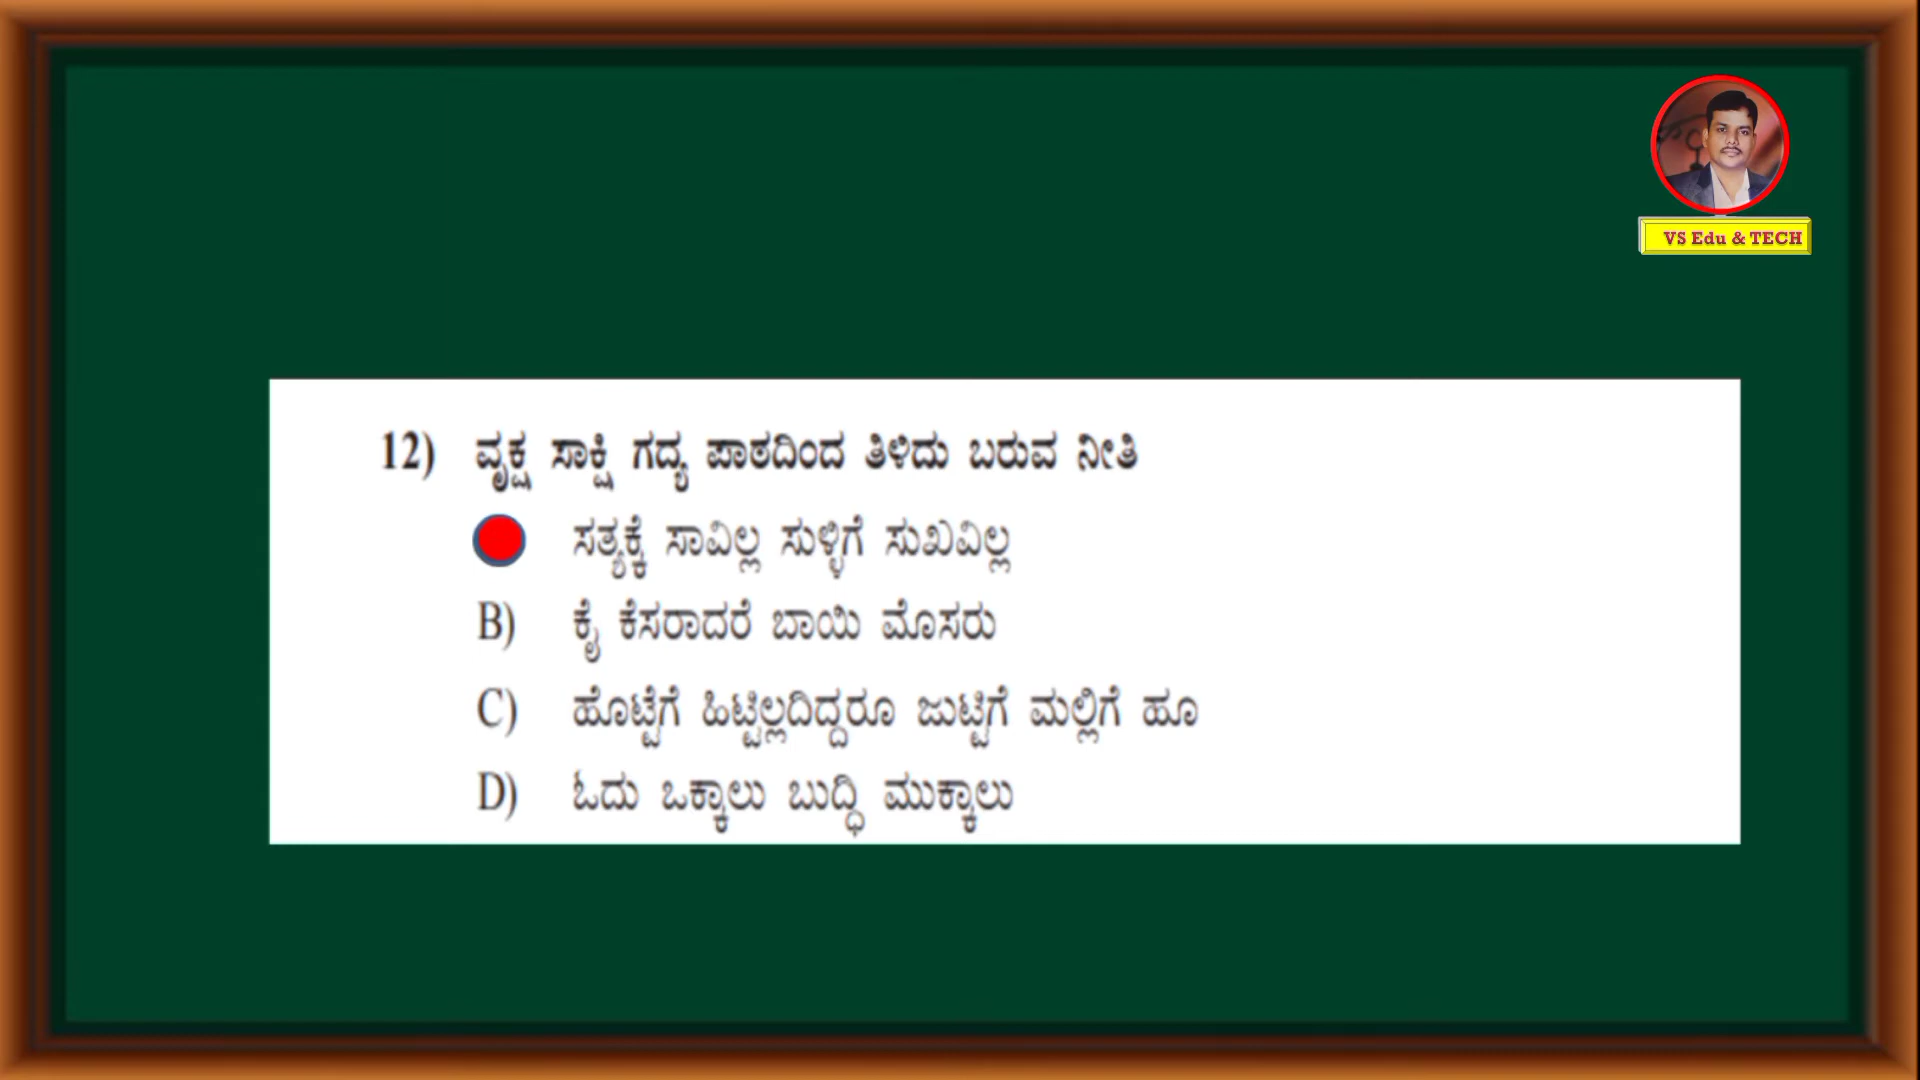 VS Edu & TECH
12) ವೃಕ್ಷ ಸಾಕ್ಷಿ ಗದ್ಯ ಪಾಠದಿಂದ ತಿಳಿದು ಬರುವ ನೀತಿ
ಸತ್ಯಕ್ಕೆ ಸಾವಿಲ್ಲ ಸುಳ್ಳಿಗೆ ಸುಖವಿಲ್ಲ
B) ಕೈ ಕೆಸರಾದರೆ ಬಾಯಿ ಮೊಸರು
C) ಹೊಟ್ಟೆಗೆ ಹಿಟ್ಟಿಲ್ಲದಿದ್ದರೂ ಜುಟ್ಟಿಗೆ ಮಲ್ಲಿಗೆ ಹೂ
D) ಓದು ಒಕ್ಕಾಲು ಬುದ್ಧಿ ಮುಕ್ಕಾಲು